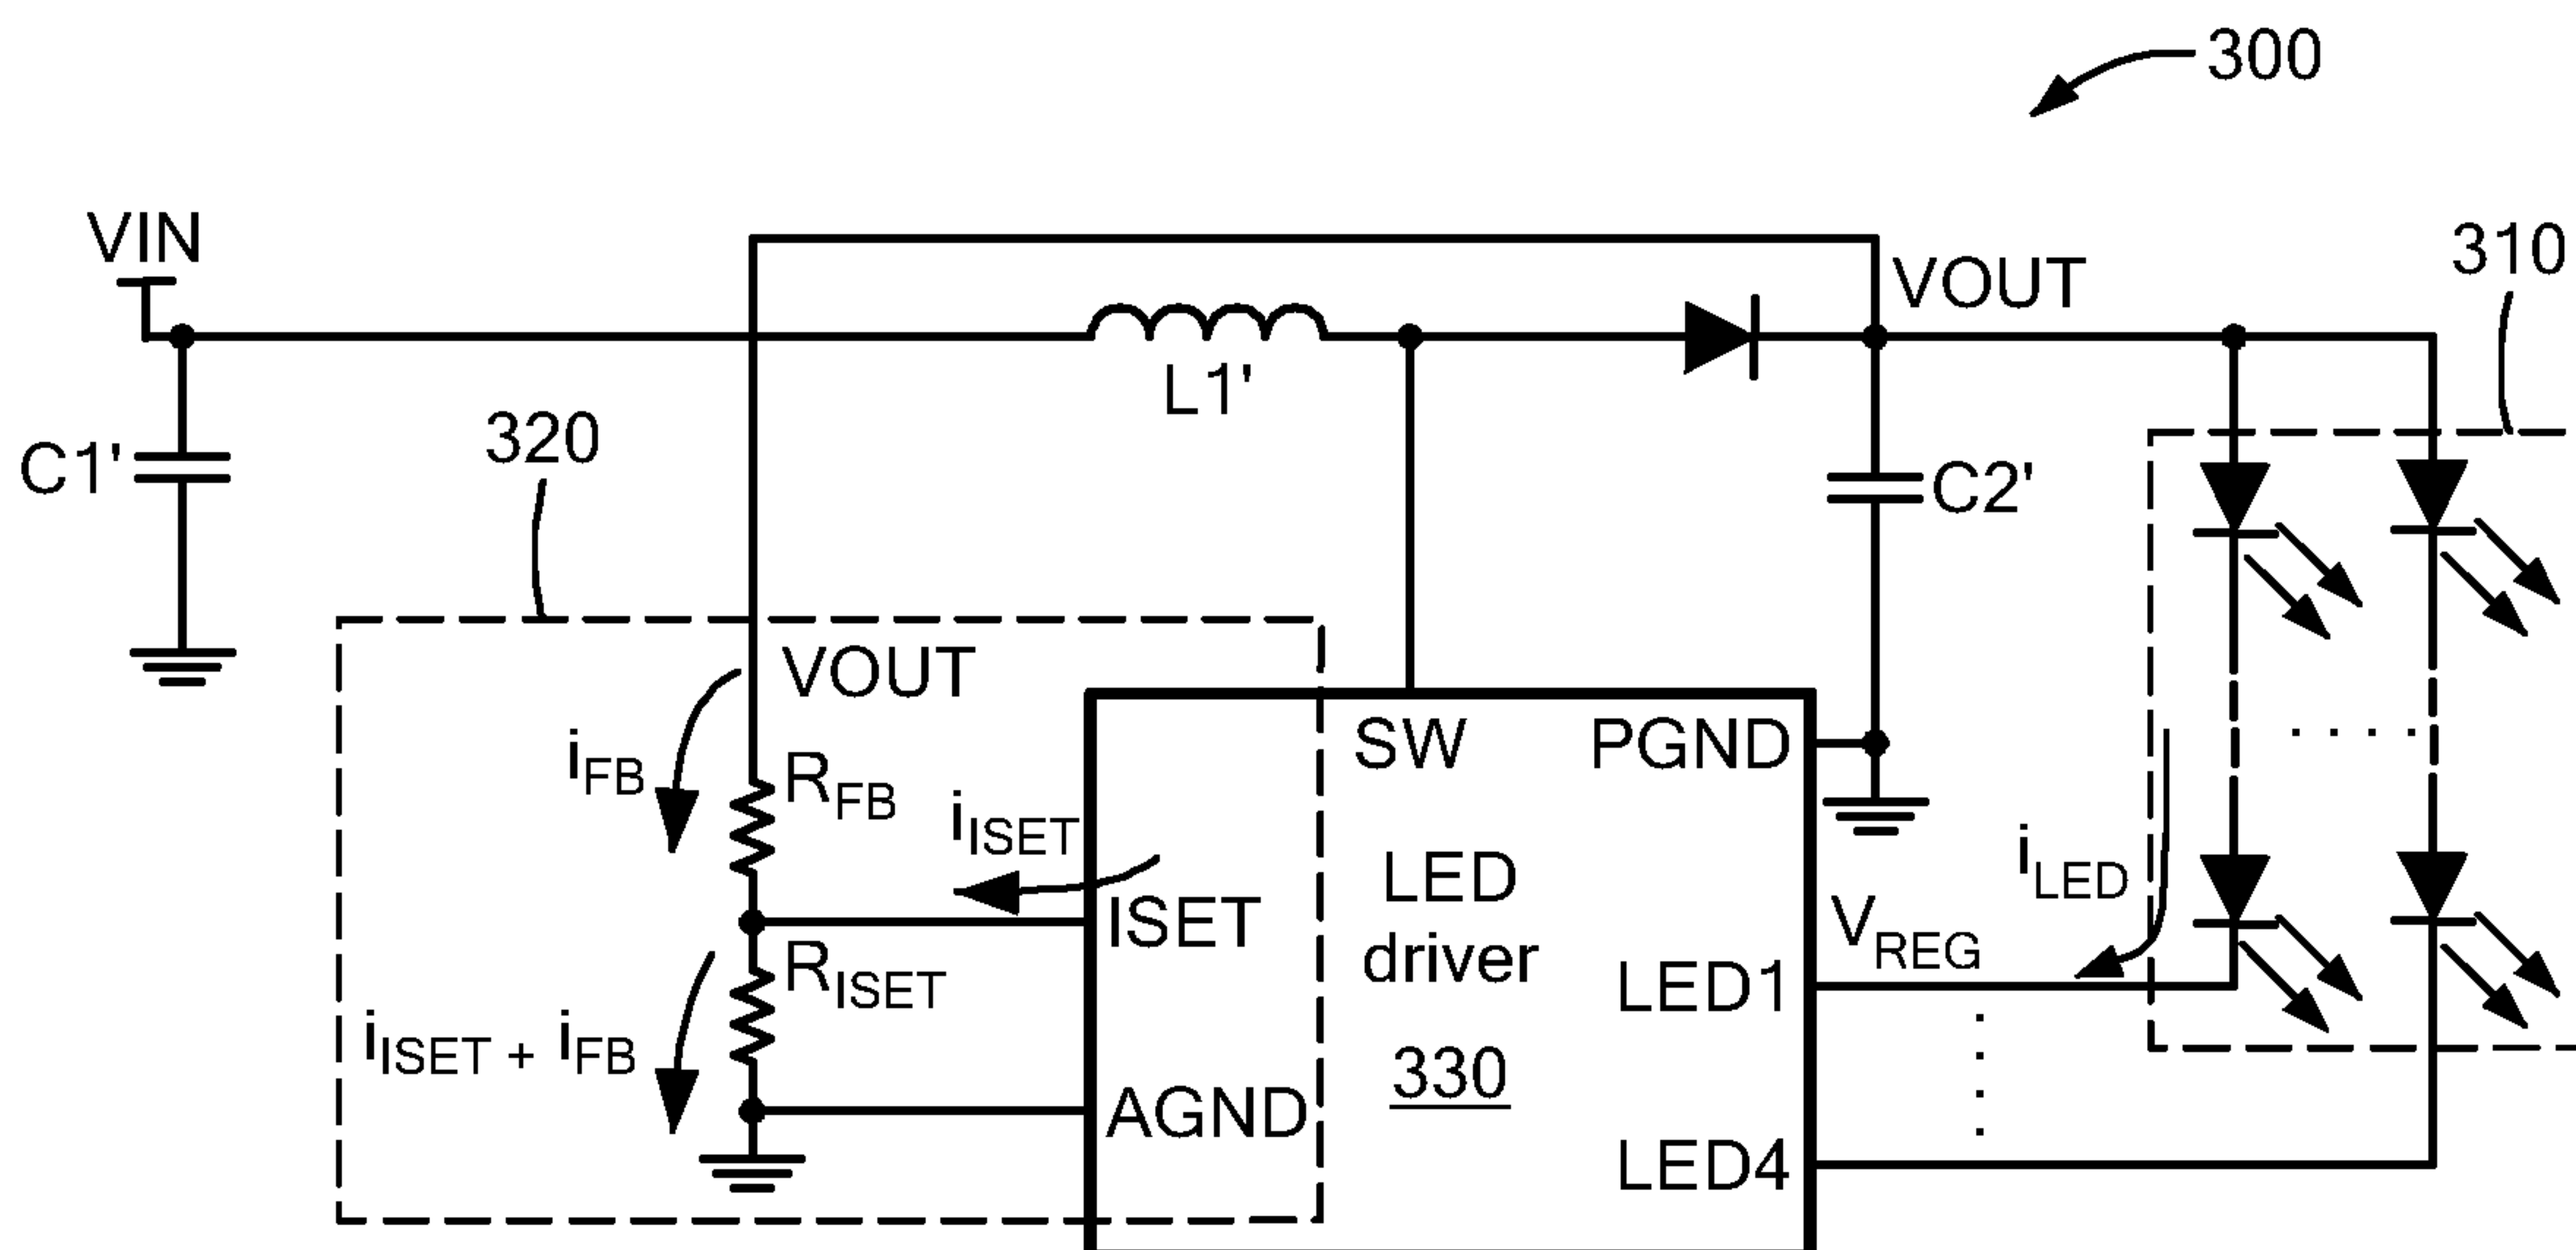 300
VIN
310
VOUT
L1'
320
C1'
C2'
VOUT
SW PGND
iFB
RFB
iISET
LED
driver
iLED
VREG
ISET
RISET
LED1
iISET + iFB
330
AGND
LED4